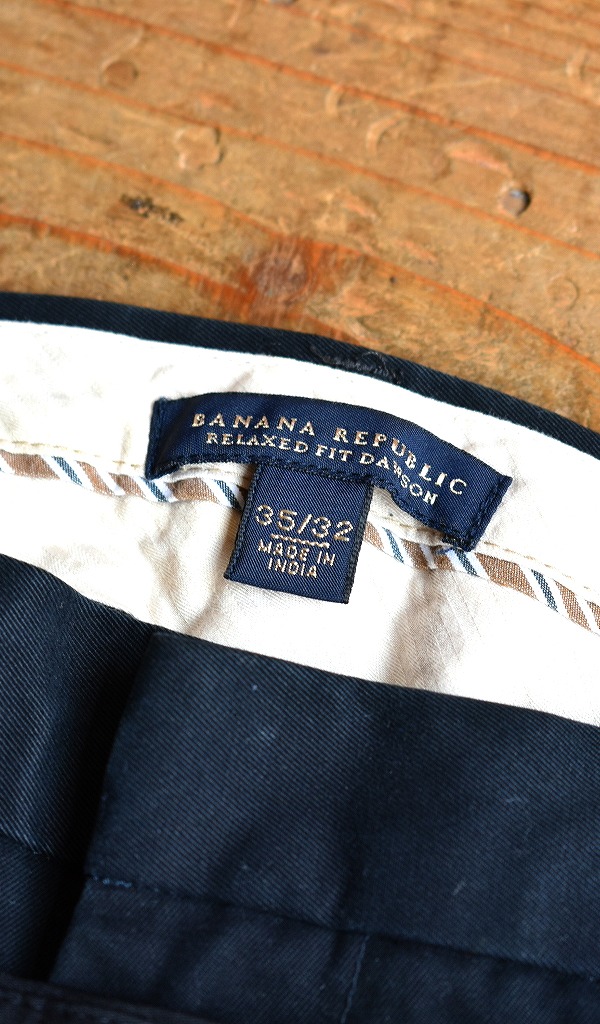 BANANA REPUBLIC
RELAXED FIT DAWSON
35/32
MADE IN
INDIA